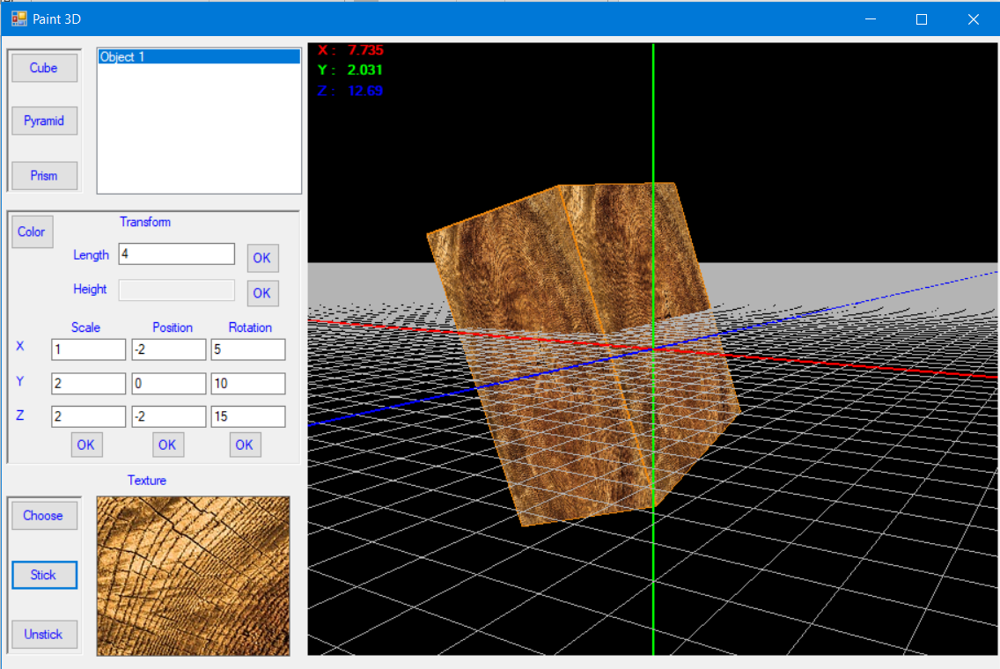 Paint 3D
Cube
Pyramid
Prism
Object 1
X : 7.735
Y : 2.031
Z : 12.69
Color
Transform
Length 4 OK
Height OK
Scale Position Rotation
X 1 -2 5
Y 2 0 10
Z 2 -2 15
OK OK OK
Texture
Choose
Stick
Unstick